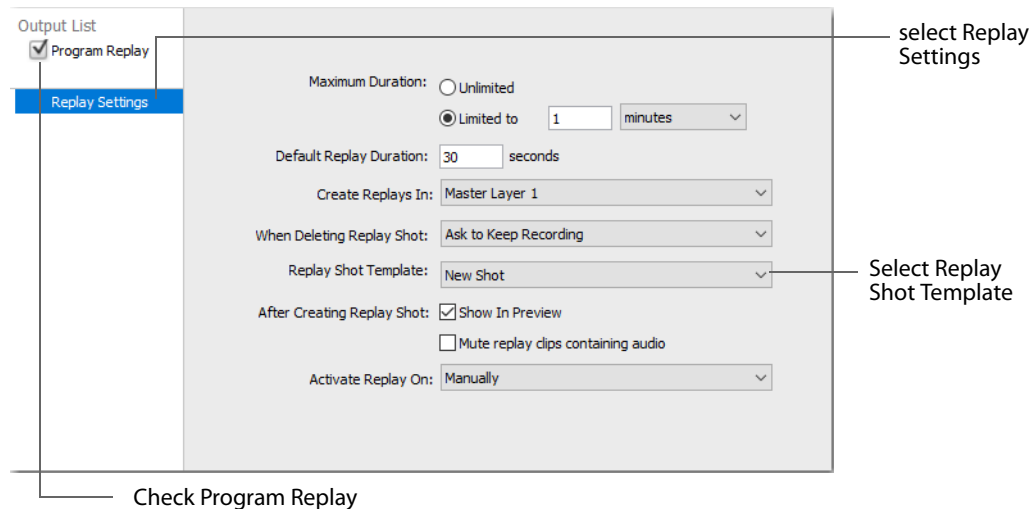 Output List
Program Replay
select Replay
Settings
Replay Settings
Maximum Duration: Unlimited
Limited to 1 minutes
Default Replay Duration: 30 seconds
Create Replays In: Master Layer 1
When Deleting Replay Shot: Ask to Keep Recording
Replay Shot Template: New Shot
Select Replay
Shot Template
After Creating Replay Shot: Show In Preview
Mute replay clips containing audio
Activate Replay On: Manually
Check Program Replay